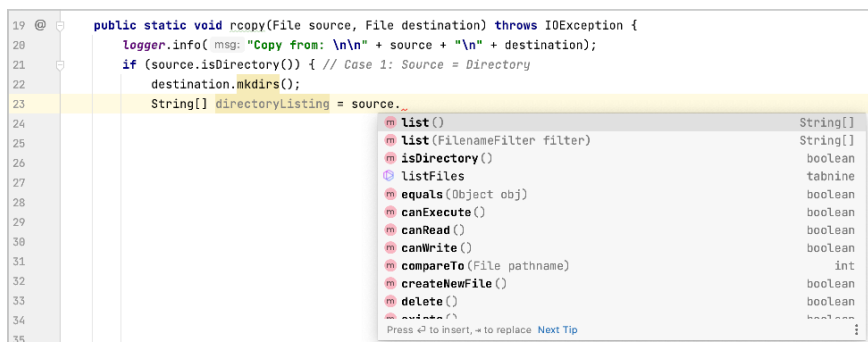 19 @ public static void rcopy(File source, File destination) throws IOException {
20 logger.info( msg: "Copy from: \n\n" + source + "\n" + destination);
21 if (source.isDirectory()) { // Case 1: Source = Directory
22 destination.mkdirs();
23 String[] directoryListing = source.
24 list() String[]
25 list(FilenameFilter filter) String[]
26 isDirectory() boolean
27 listFiles tabnine
28 equals(Object obj) boolean
29 canExecute() boolean
30 canRead() boolean
31 canWrite() boolean
32 compareTo(File pathname) int
33 createNewFile() boolean
34 delete() boolean
exists() boolean
35 Press ↵ to insert, ⇥ to replace Next Tip